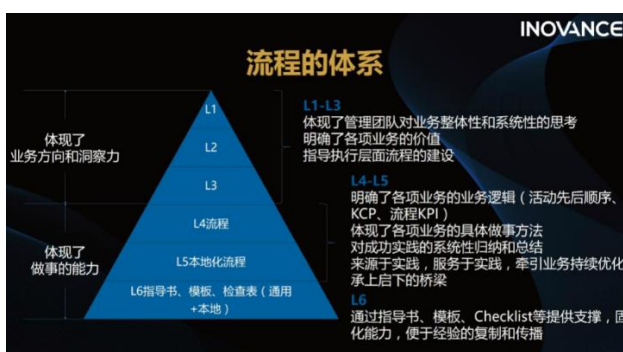 INOVANCE
流程的体系
体现了
业务方向和洞察力
体现了
做事的能力
L1
L2
L3
L4流程
L5本地化流程
L6指导书、模板、检查表（通用
+本地）
L1-L3
体现了管理团队对业务整体性和系统性的思考
明确了各项业务的价值
指导执行层面流程的建设
L4-L5
明确了各项业务的业务逻辑（活动先后顺序、
KCP、流程KPI）
体现了各项业务的具体做事方法
对成功实践的系统性归纳和总结
来源于实践，服务于实践，牵引业务持续优化
承上启下的桥梁
L6
通过指导书、模板、Checklist等提供支撑，固
化能力，便于经验的复制和传播